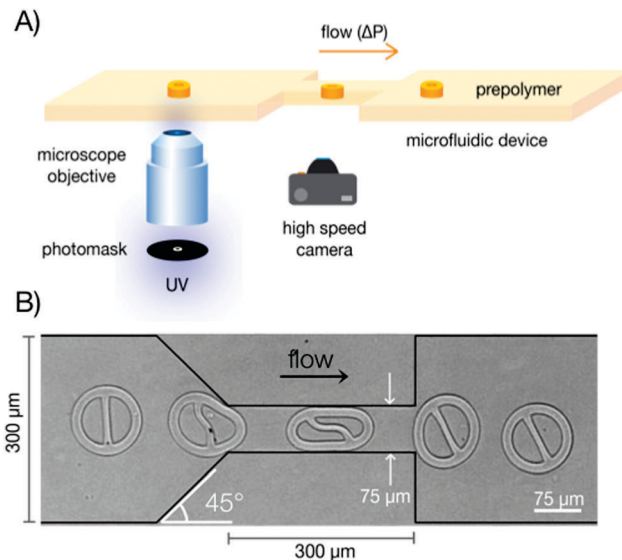 A)
flow (ΔP)
prepolymer
microscope
objective
microfluidic device
high speed
camera
photomask
UV
B)
flow
300 µm
75 µm
45°
75 µm
300 µm